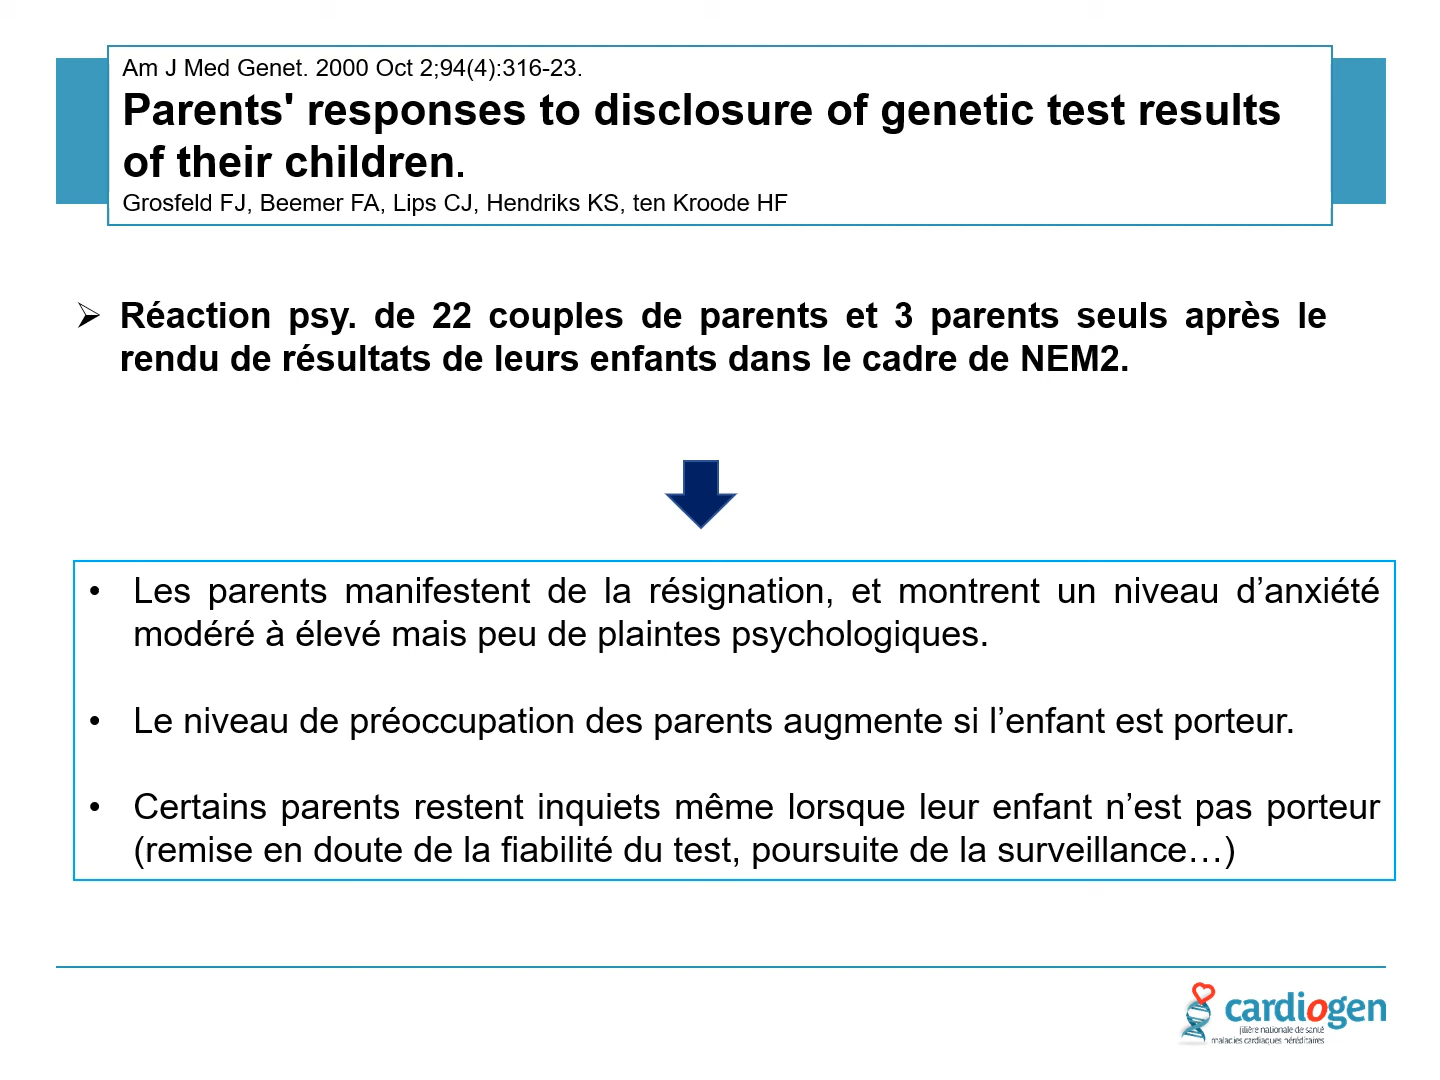 Am J Med Genet. 2000 Oct 2;94(4):316-23.
Parents' responses to disclosure of genetic test results
of their children.
Grosfeld FJ, Beemer FA, Lips CJ, Hendriks KS, ten Kroode HF
➢ Réaction psy. de 22 couples de parents et 3 parents seuls après le
rendu de résultats de leurs enfants dans le cadre de NEM2.
• Les parents manifestent de la résignation, et montrent un niveau d’anxiété
modéré à élevé mais peu de plaintes psychologiques.
• Le niveau de préoccupation des parents augmente si l’enfant est porteur.
• Certains parents restent inquiets même lorsque leur enfant n’est pas porteur
(remise en doute de la fiabilité du test, poursuite de la surveillance…)
cardiogen
filière nationale de santé
maladies cardiaques héréditaires